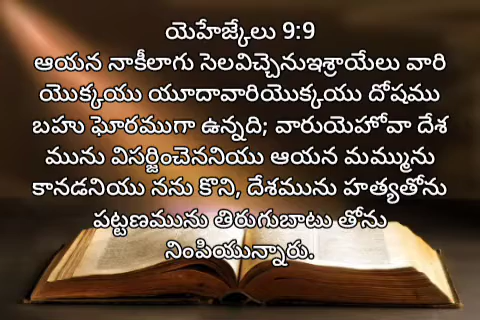 యెహేజ్కేలు 9:9
ఆయన నాకీలాగు సెలవిచ్చెనుఇశ్రాయేలు వారి
యొక్కయు యూదావారియొక్కయు దోషము
బహు ఘోరముగా ఉన్నది; వారుయెహోవా దేశ
మును విసర్జించెననియు ఆయన మమ్మును
కానడనియు నను కొని, దేశమును హత్యతోను
పట్టణమును తిరుగుబాటు తోను
నింపియున్నారు.